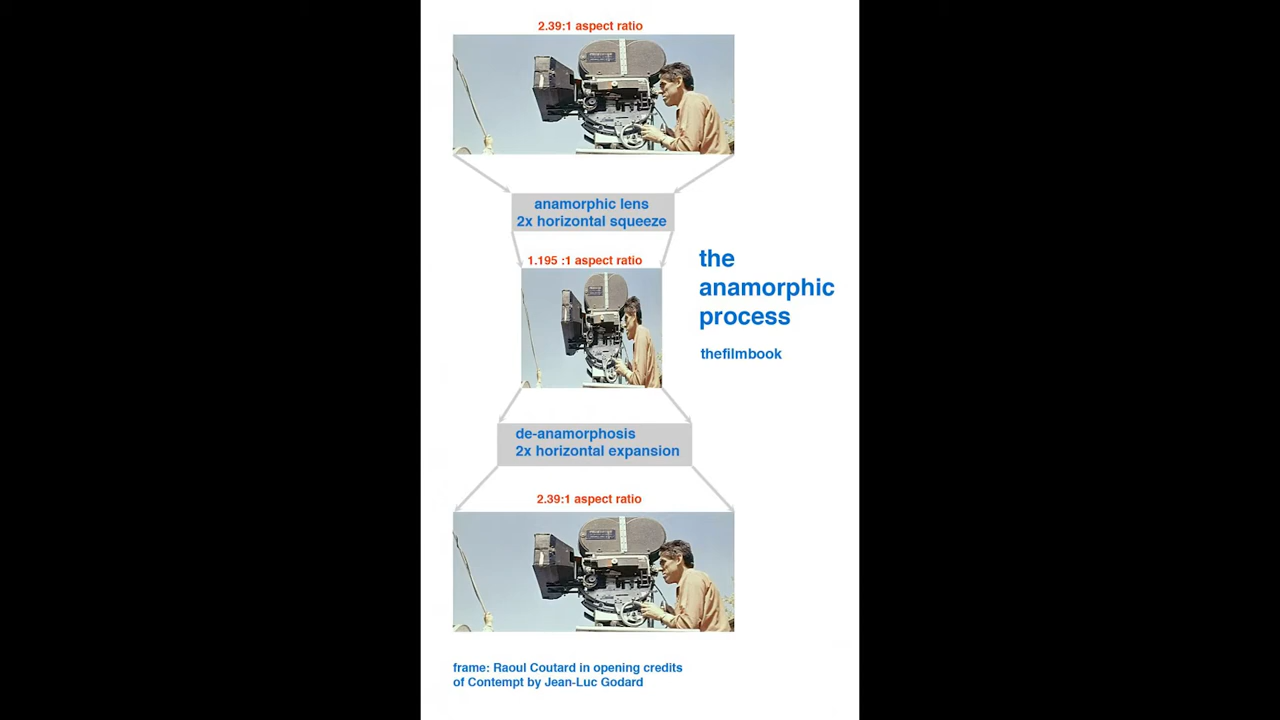 2.39:1 aspect ratio
anamorphic lens
2x horizontal squeeze
1.195 :1 aspect ratio
the
anamorphic
process
thefilmbook
de-anamorphosis
2x horizontal expansion
2.39:1 aspect ratio
frame: Raoul Coutard in opening credits
of Contempt by Jean-Luc Godard